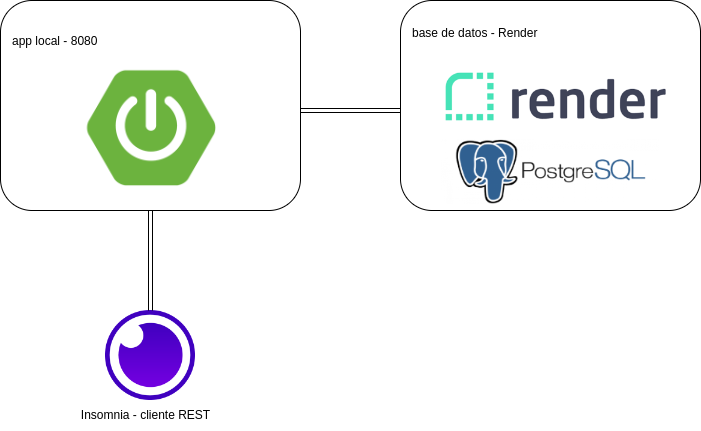 app local - 8080
base de datos - Render
render
PostgreSQL
Insomnia - cliente REST